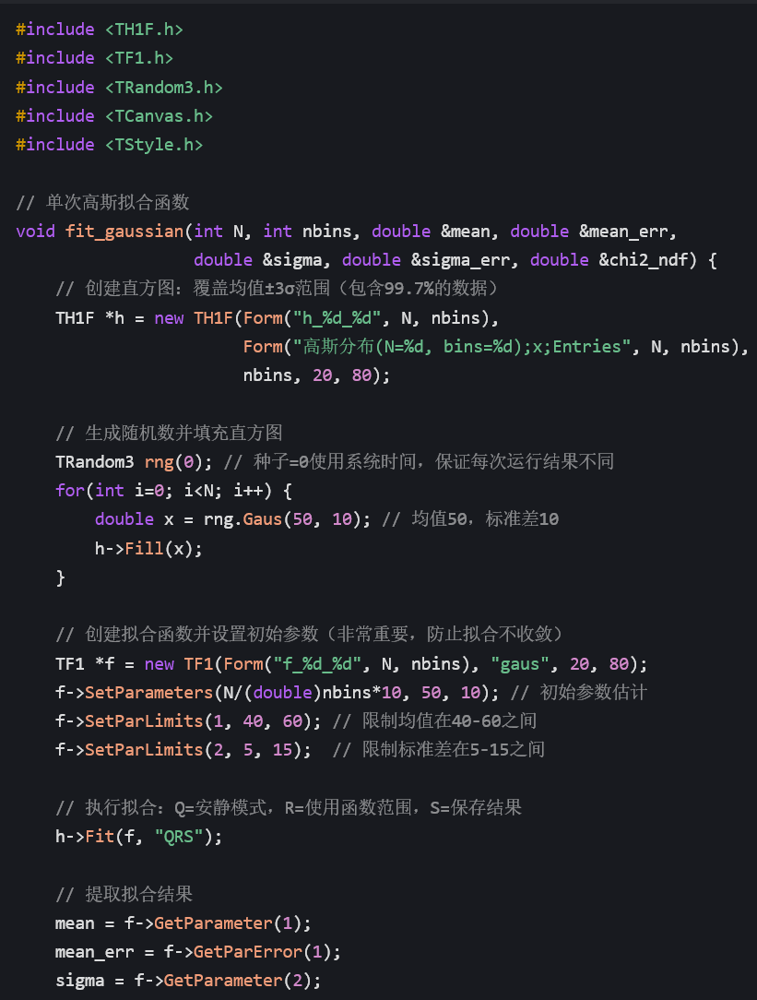 #include <TH1F.h>
#include <TF1.h>
#include <TRandom3.h>
#include <TCanvas.h>
#include <TStyle.h>
// 单次高斯拟合函数
void fit_gaussian(int N, int nbins, double &mean, double &mean_err,
                  double &sigma, double &sigma_err, double &chi2_ndf) {
    // 创建直方图：覆盖均值±3σ范围（包含99.7%的数据）
    TH1F *h = new TH1F(Form("h_%d_%d", N, nbins),
                       Form("高斯分布(N=%d, bins=%d);x;Entries", N, nbins),
                       nbins, 20, 80);
    // 生成随机数并填充直方图
    TRandom3 rng(0); // 种子=0使用系统时间，保证每次运行结果不同
    for(int i=0; i<N; i++) {
        double x = rng.Gaus(50, 10); // 均值50，标准差10
        h->Fill(x);
    }
    // 创建拟合函数并设置初始参数（非常重要，防止拟合不收敛）
    TF1 *f = new TF1(Form("f_%d_%d", N, nbins), "gaus", 20, 80);
    f->SetParameters(N/(double)nbins*10, 50, 10); // 初始参数估计
    f->SetParLimits(1, 40, 60); // 限制均值在40-60之间
    f->SetParLimits(2, 5, 15);  // 限制标准差在5-15之间
    // 执行拟合：Q=安静模式，R=使用函数范围，S=保存结果
    h->Fit(f, "QRS");
    // 提取拟合结果
    mean = f->GetParameter(1);
    mean_err = f->GetParError(1);
    sigma = f->GetParameter(2);